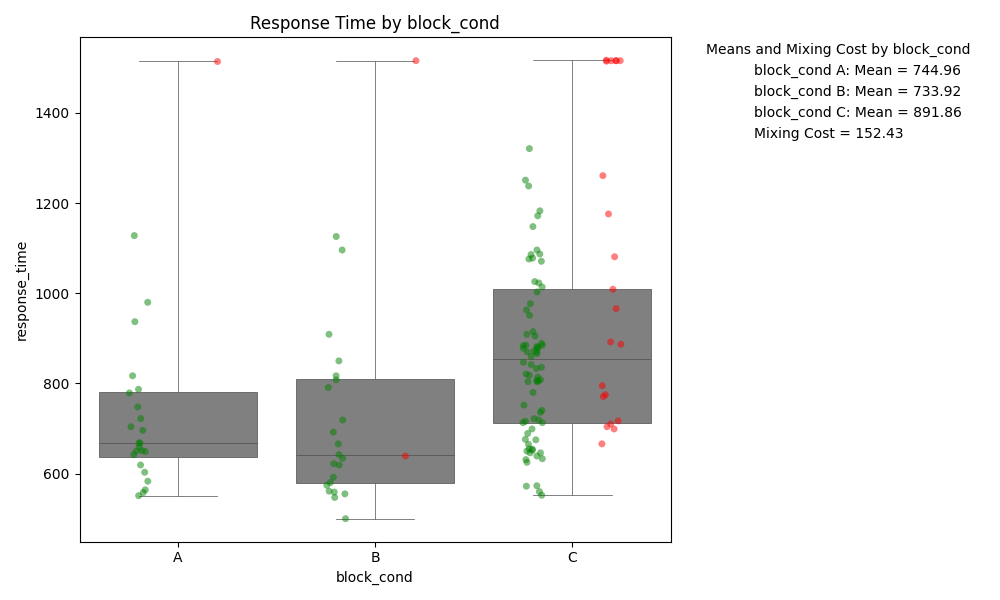 Response Time by block_cond
Means and Mixing Cost by block_cond
block_cond A: Mean = 744.96
block_cond B: Mean = 733.92
block_cond C: Mean = 891.86
Mixing Cost = 152.43
response_time
1400
1200
1000
800
600
A
B
C
block_cond